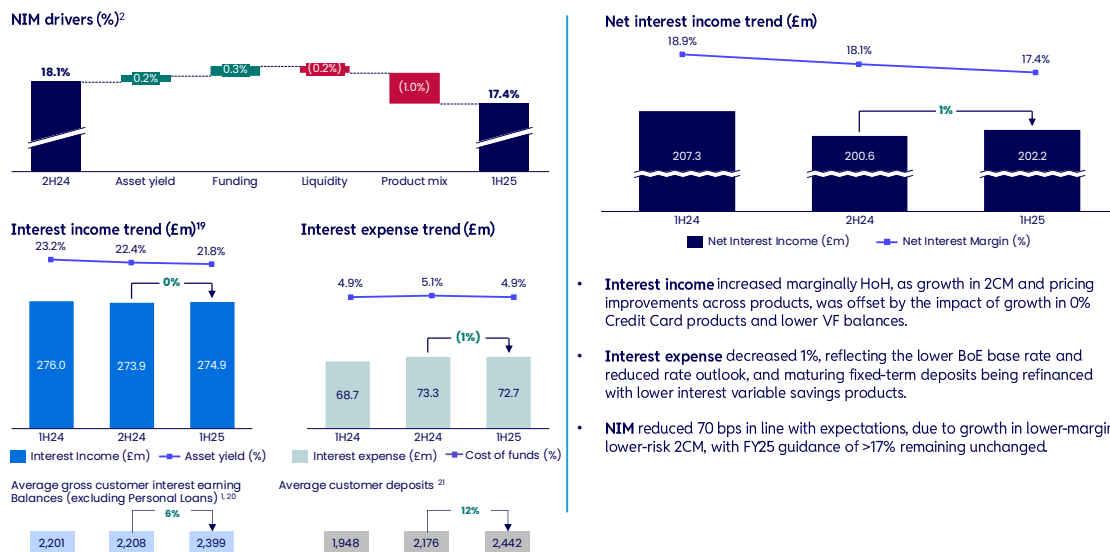 NIM drivers (%)2
18.1%
0.2%
0.3%
(0.2%)
(1.0%)
17.4%
2H24 Asset yield Funding Liquidity Product mix 1H25
Interest income trend (£m)19
23.2% 22.4% 21.8%
0%
276.0 273.9 274.9
1H24 2H24 1H25
Interest Income (£m) Asset yield (%)
Average gross customer interest earning
Balances (excluding Personal Loans) 1, 20
6%
2,201 2,208 2,399
Interest expense trend (£m)
4.9% 5.1% 4.9%
(1%)
68.7 73.3 72.7
1H24 2H24 1H25
Interest expense (£m) Cost of funds (%)
Average customer deposits 21
12%
1,948 2,176 2,442
Net interest income trend (£m)
18.9% 18.1% 17.4%
1%
207.3 200.6 202.2
1H24 2H24 1H25
Net Interest Income (£m) Net Interest Margin (%)
• Interest income increased marginally HoH, as growth in 2CM and pricing
improvements across products, was offset by the impact of growth in 0%
Credit Card products and lower VF balances.
• Interest expense decreased 1%, reflecting the lower BoE base rate and
reduced rate outlook, and maturing fixed-term deposits being refinanced
with lower interest variable savings products.
• NIM reduced 70 bps in line with expectations, due to growth in lower-margin
lower-risk 2CM, with FY25 guidance of >17% remaining unchanged.